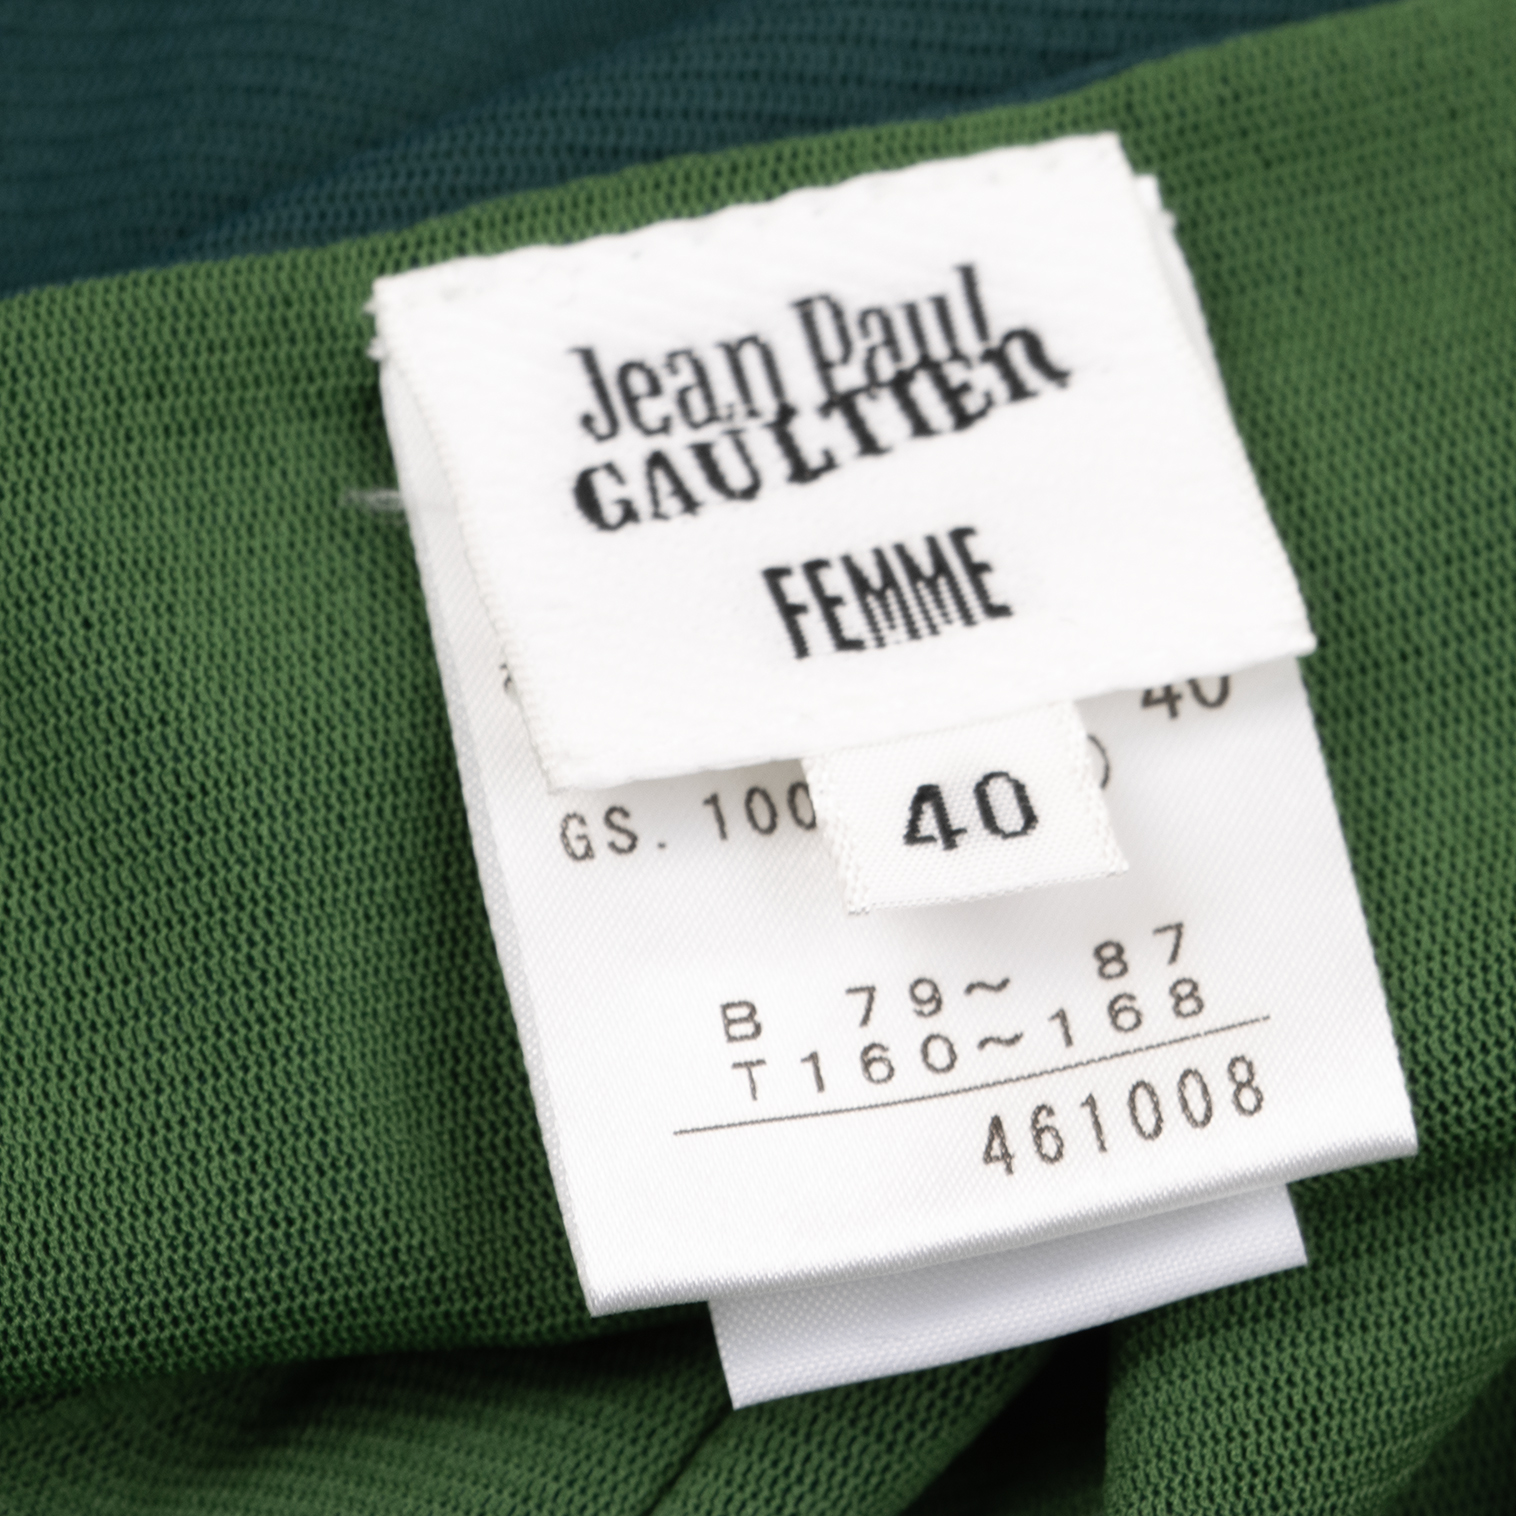 Jean Paul
GAULTIER
FEMME
40
40
GS. 100
B 79~ 87
T160~168
461008